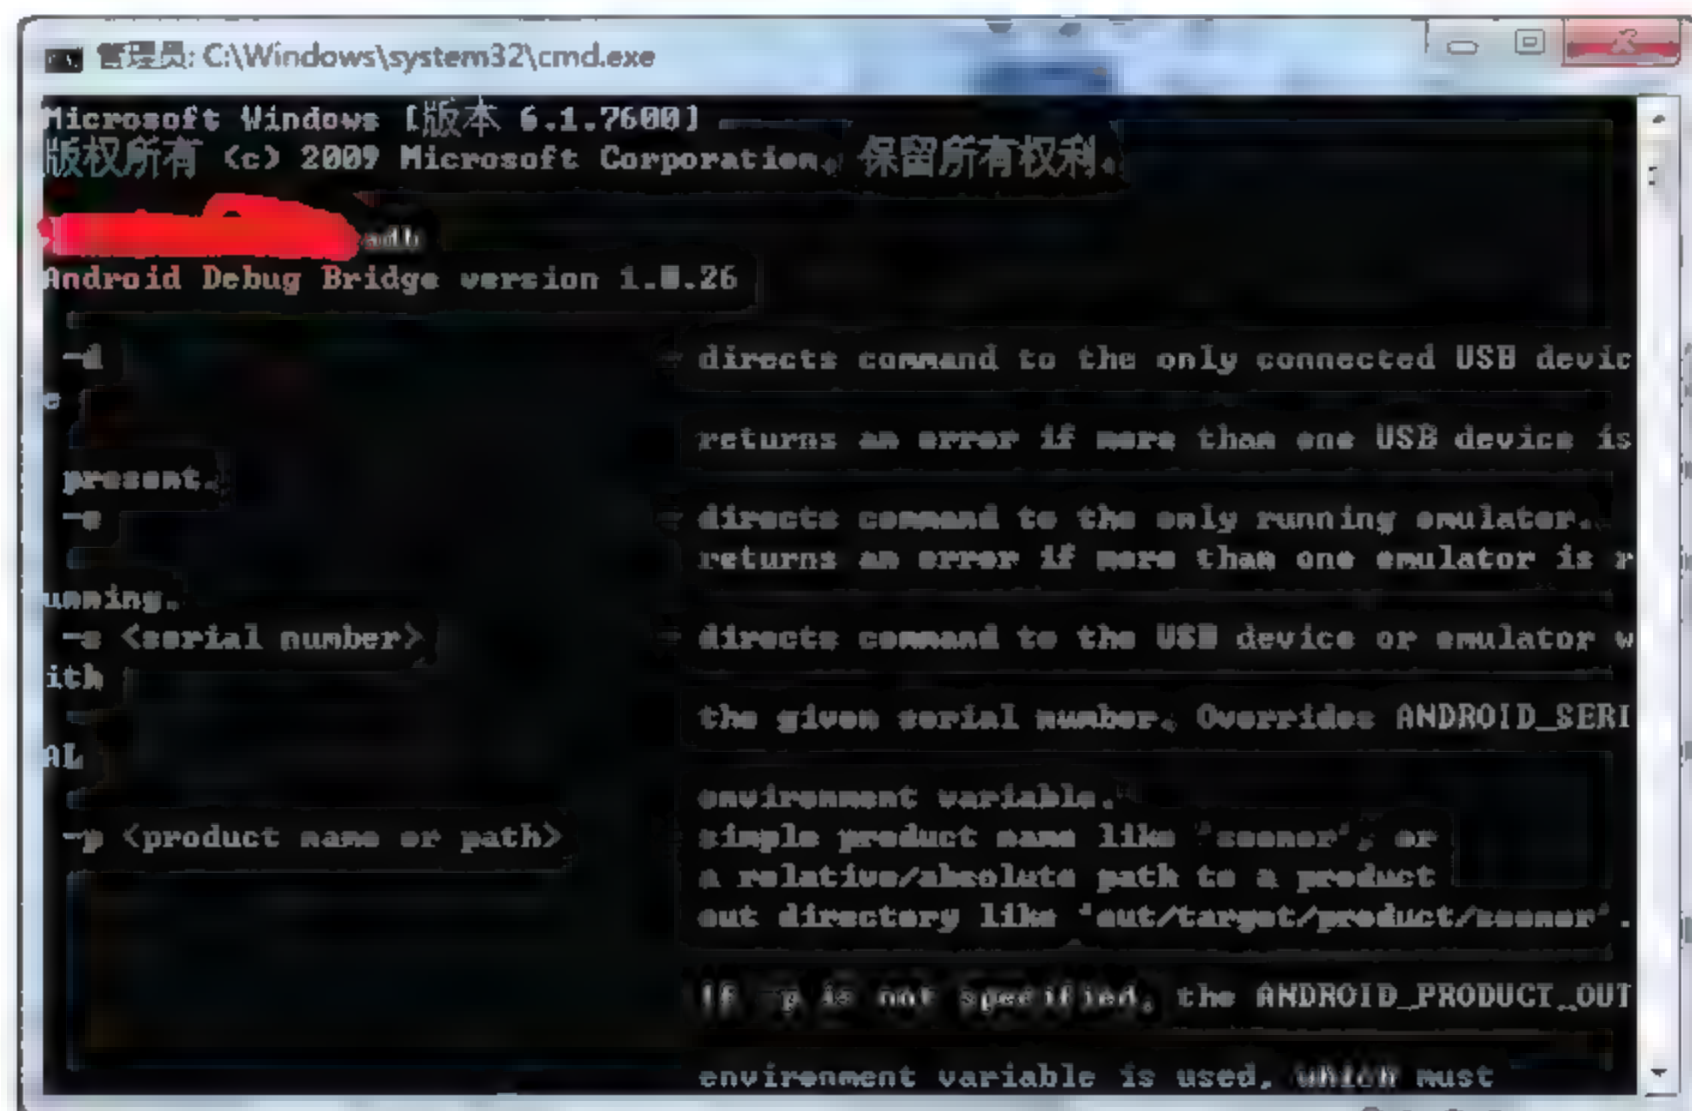 管理员: C:\Windows\system32\cmd.exe
Microsoft Windows [版本 6.1.7600]
版权所有 (c) 2009 Microsoft Corporation。保留所有权利。
adb
Android Debug Bridge version 1.0.26
-d - directs command to the only connected USB devic
e
returns an error if more than one USB device is
present.
-e - directs command to the only running emulator.
returns an error if more than one emulator is r
unning.
-s <serial number> - directs command to the USB device or emulator w
ith
the given serial number. Overrides ANDROID_SERI
AL
environment variable.
-p <product name or path> - simple product name like 'sooner', or
a relative/absolute path to a product
out directory like 'out/target/product/sooner'.
If -p is not specified, the ANDROID_PRODUCT_OUT
environment variable is used, which must